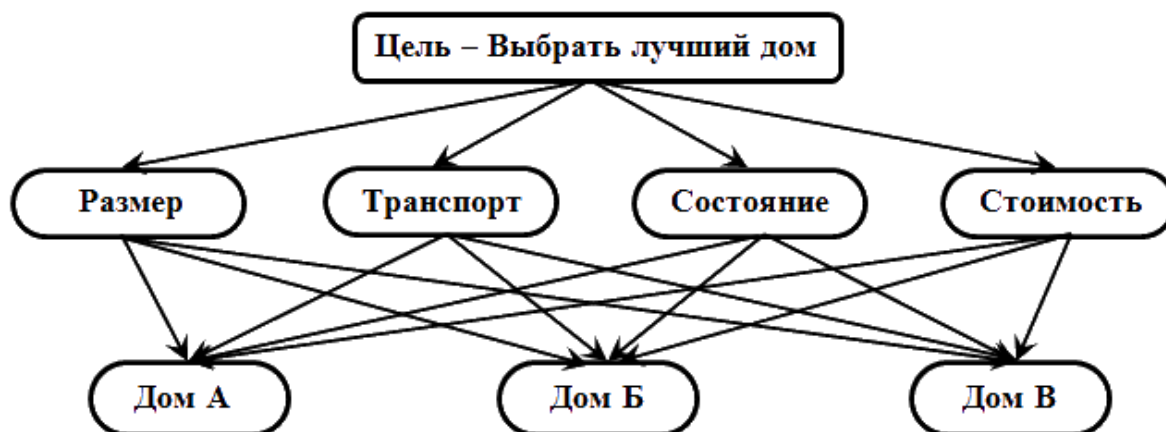 Цель – Выбрать лучший дом
Размер
Транспорт
Состояние
Стоимость
Дом А
Дом Б
Дом В